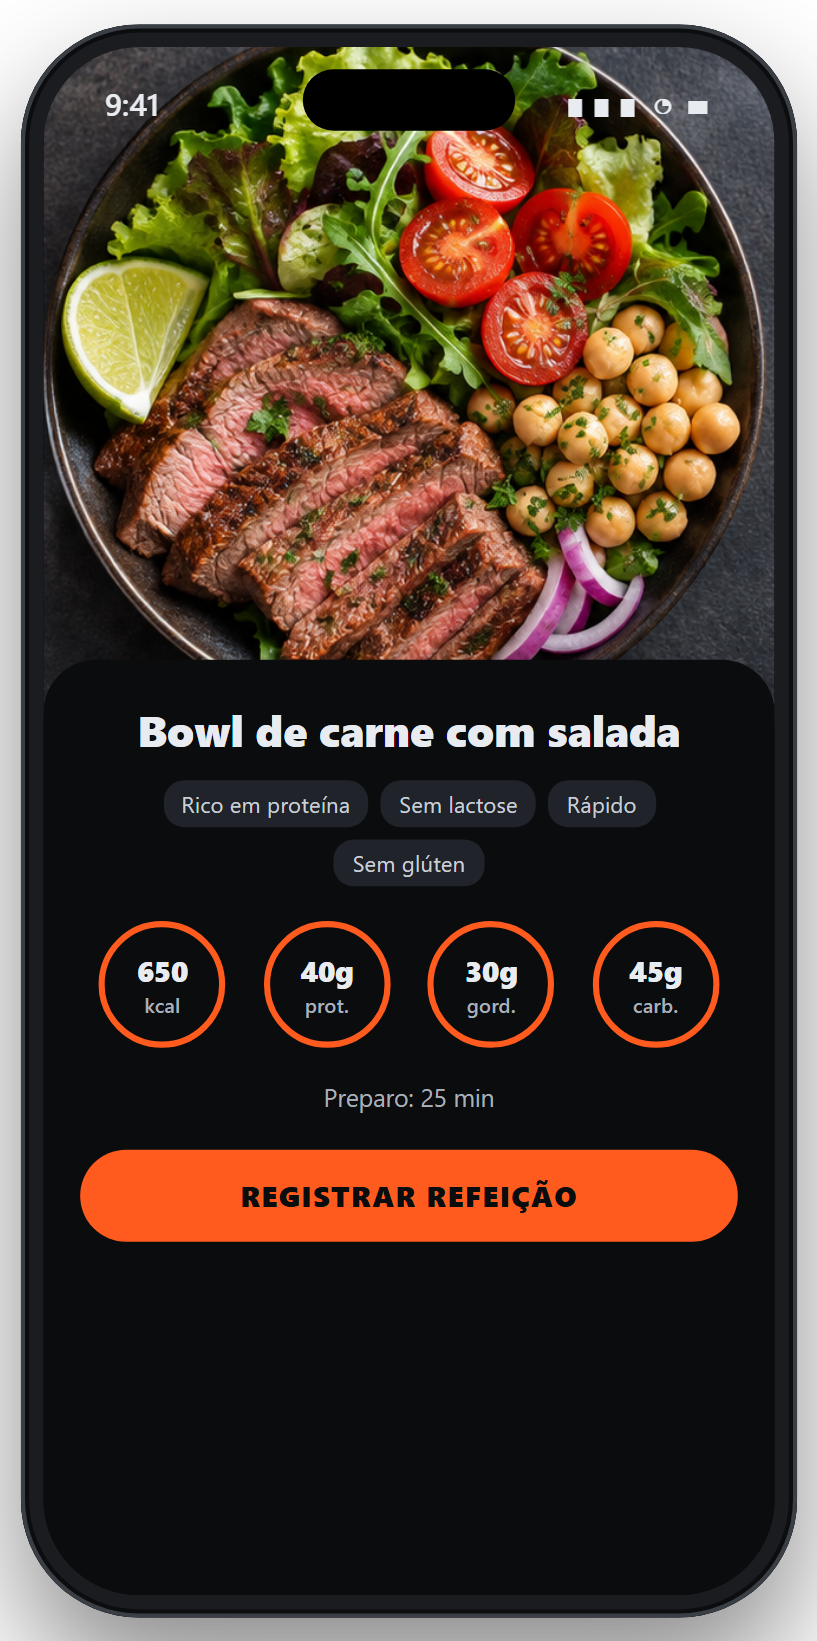 9:41
Bowl de carne com salada
Rico em proteína Sem lactose Rápido
Sem glúten
650 40g 30g 45g
kcal prot. gord. carb.
Preparo: 25 min
REGISTRAR REFEIÇÃO